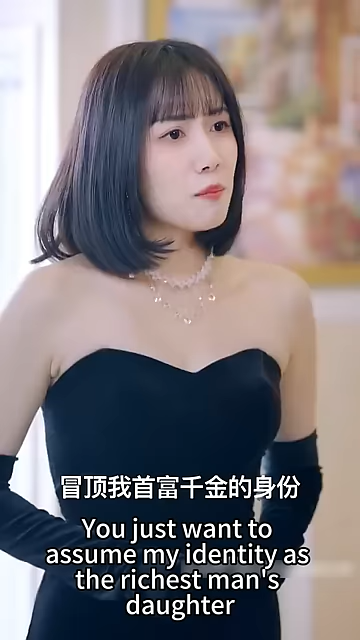 冒顶我首富千金的身份
You just want to
assume my identity as
the richest man's
daughter